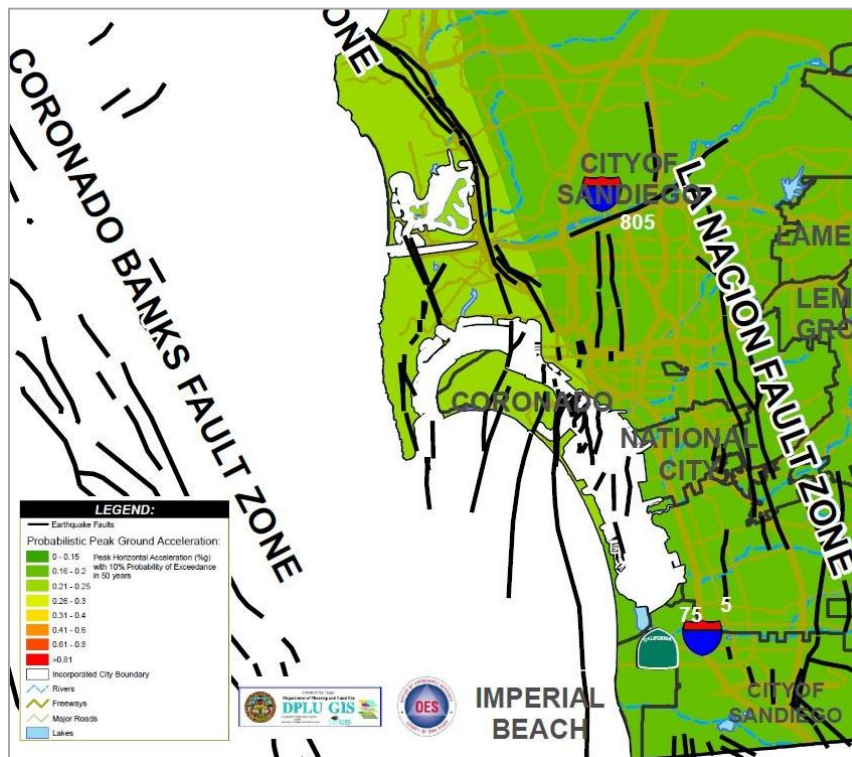 ONE
CORONADO BANKS FAULT ZONE
CITYOF
SANDIEGO
805
LA NACION FAULT ZONE
LAME
LEM
GRO
CORONADO
NATIONAL
CITY
LEGEND:
Earthquake Faults
Probabilistic Peak Ground Acceleration:
0 - 0.15
0.16 - 0.2
0.21 - 0.25
0.26 - 0.3
0.31 - 0.4
0.41 - 0.6
0.61 - 0.8
>0.81
Peak Horizontal Acceleration (%g)
with 10% Probability of Exceedance
in 50 years
Incorporated City Boundary
Rivers
Freeways
Major Roads
Lakes
DPLU GIS
OES
IMPERIAL
BEACH
75
5
CALIFORNIA
CITYOF
SANDIEGO